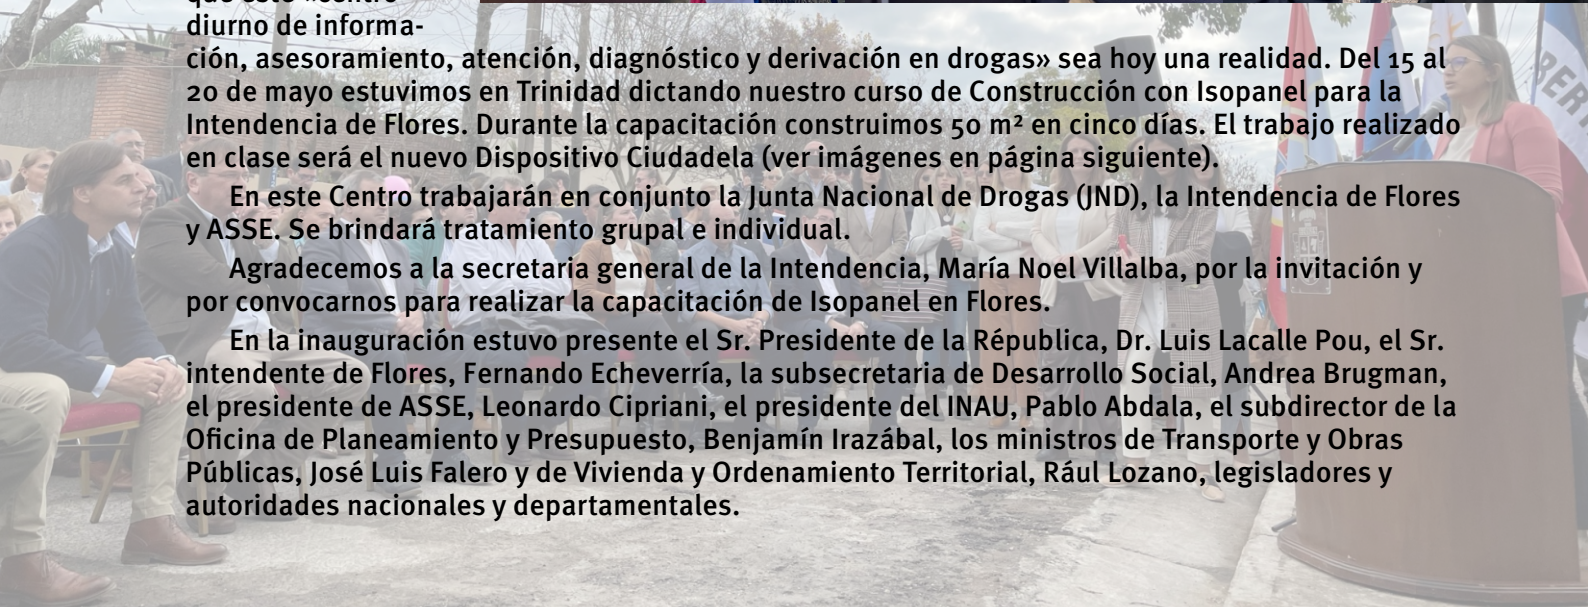 que este «centro
diurno de informa-
ción, asesoramiento, atención, diagnóstico y derivación en drogas» sea hoy una realidad. Del 15 al
20 de mayo estuvimos en Trinidad dictando nuestro curso de Construcción con Isopanel para la
Intendencia de Flores. Durante la capacitación construimos 50 m² en cinco días. El trabajo realizado
en clase será el nuevo Dispositivo Ciudadela (ver imágenes en página siguiente).
En este Centro trabajarán en conjunto la Junta Nacional de Drogas (JND), la Intendencia de Flores
y ASSE. Se brindará tratamiento grupal e individual.
Agradecemos a la secretaria general de la Intendencia, María Noel Villalba, por la invitación y
por convocarnos para realizar la capacitación de Isopanel en Flores.
En la inauguración estuvo presente el Sr. Presidente de la Républica, Dr. Luis Lacalle Pou, el Sr.
intendente de Flores, Fernando Echeverría, la subsecretaria de Desarrollo Social, Andrea Brugman,
el presidente de ASSE, Leonardo Cipriani, el presidente del INAU, Pablo Abdala, el subdirector de la
Oficina de Planeamiento y Presupuesto, Benjamín Irazábal, los ministros de Transporte y Obras
Públicas, José Luis Falero y de Vivienda y Ordenamiento Territorial, Rául Lozano, legisladores y
autoridades nacionales y departamentales.